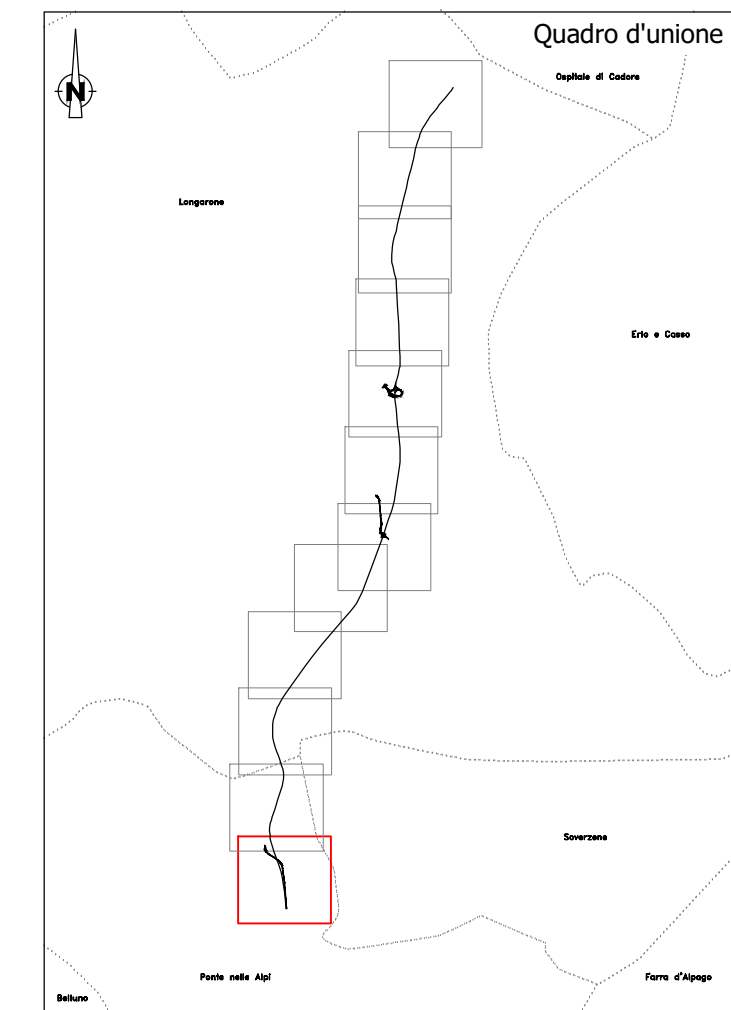 Quadro d'unione
Ospitale di Cadore
N
Longarone
Erto e Casso
Soverzene
Ponte nelle Alpi
Farra d'Alpago
Belluno